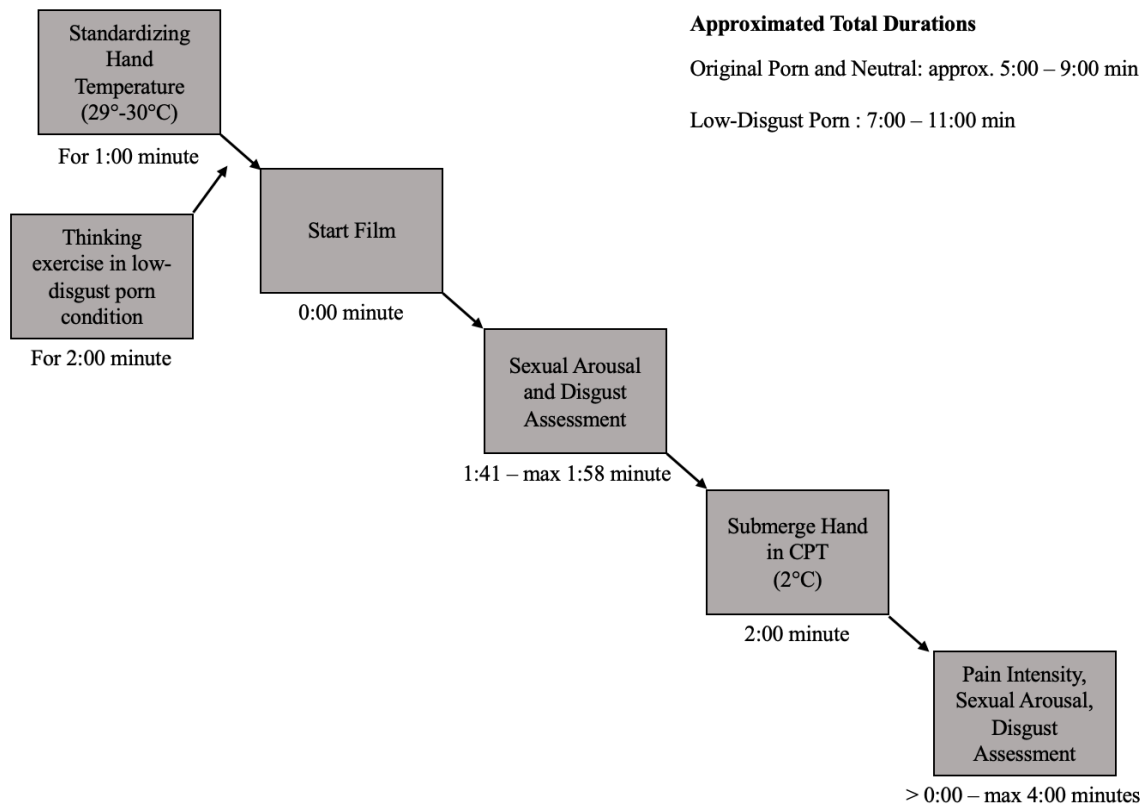 Standardizing
Hand
Temperature
(29°-30°C)
For 1:00 minute
Approximated Total Durations
Original Porn and Neutral: approx. 5:00 – 9:00 min
Low-Disgust Porn : 7:00 – 11:00 min
Thinking
exercise in low-
disgust porn
condition
For 2:00 minute
Start Film
0:00 minute
Sexual Arousal
and Disgust
Assessment
1:41 – max 1:58 minute
Submerge Hand
in CPT
(2°C)
2:00 minute
Pain Intensity,
Sexual Arousal,
Disgust
Assessment
> 0:00 – max 4:00 minutes